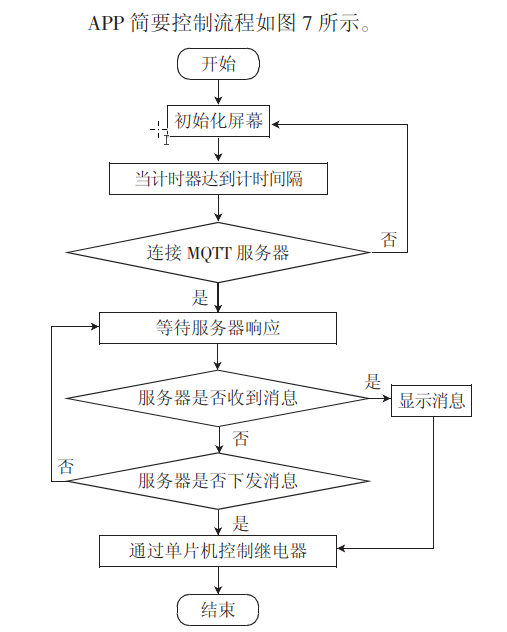 APP 简要控制流程如图 7 所示。
开始
初始化屏幕
当计时器达到计时间隔
连接 MQTT 服务器
否
是
等待服务器响应
服务器是否收到消息
是
显示消息
否
服务器是否下发消息
否
是
通过单片机控制继电器
结束